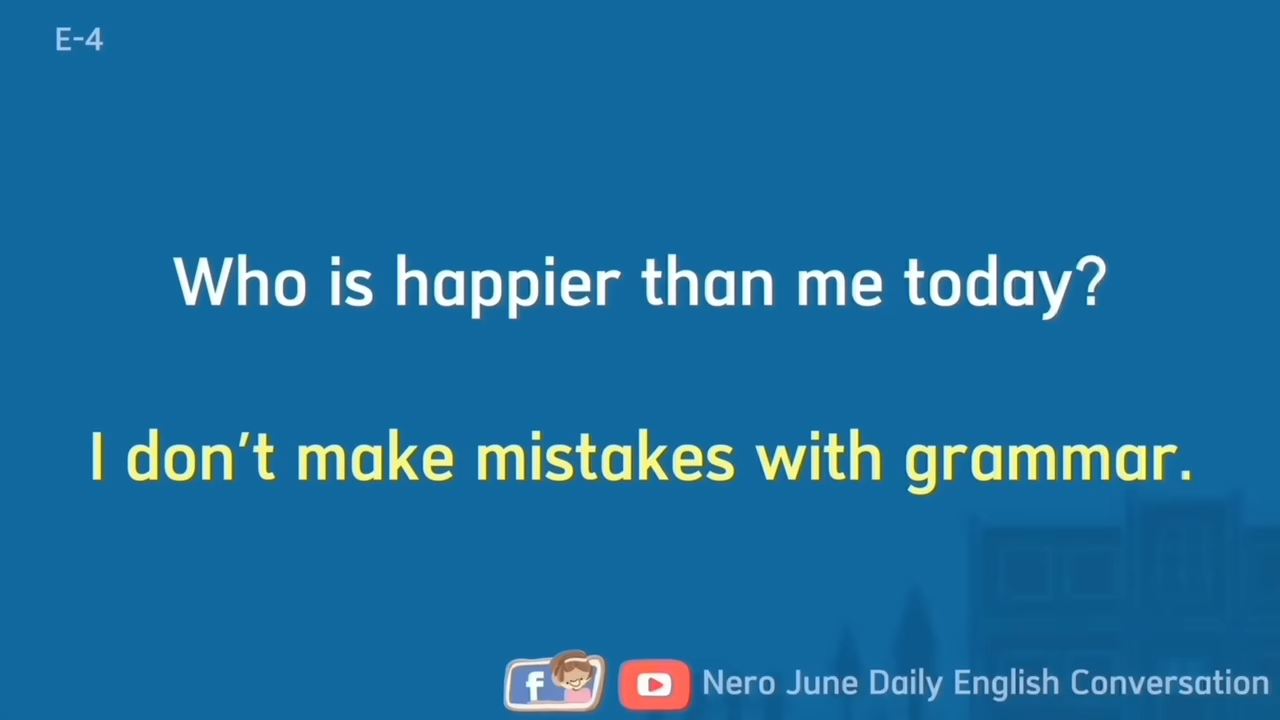 E-4
Who is happier than me today?
I don't make mistakes with grammar.
f Nero June Daily English Conversation